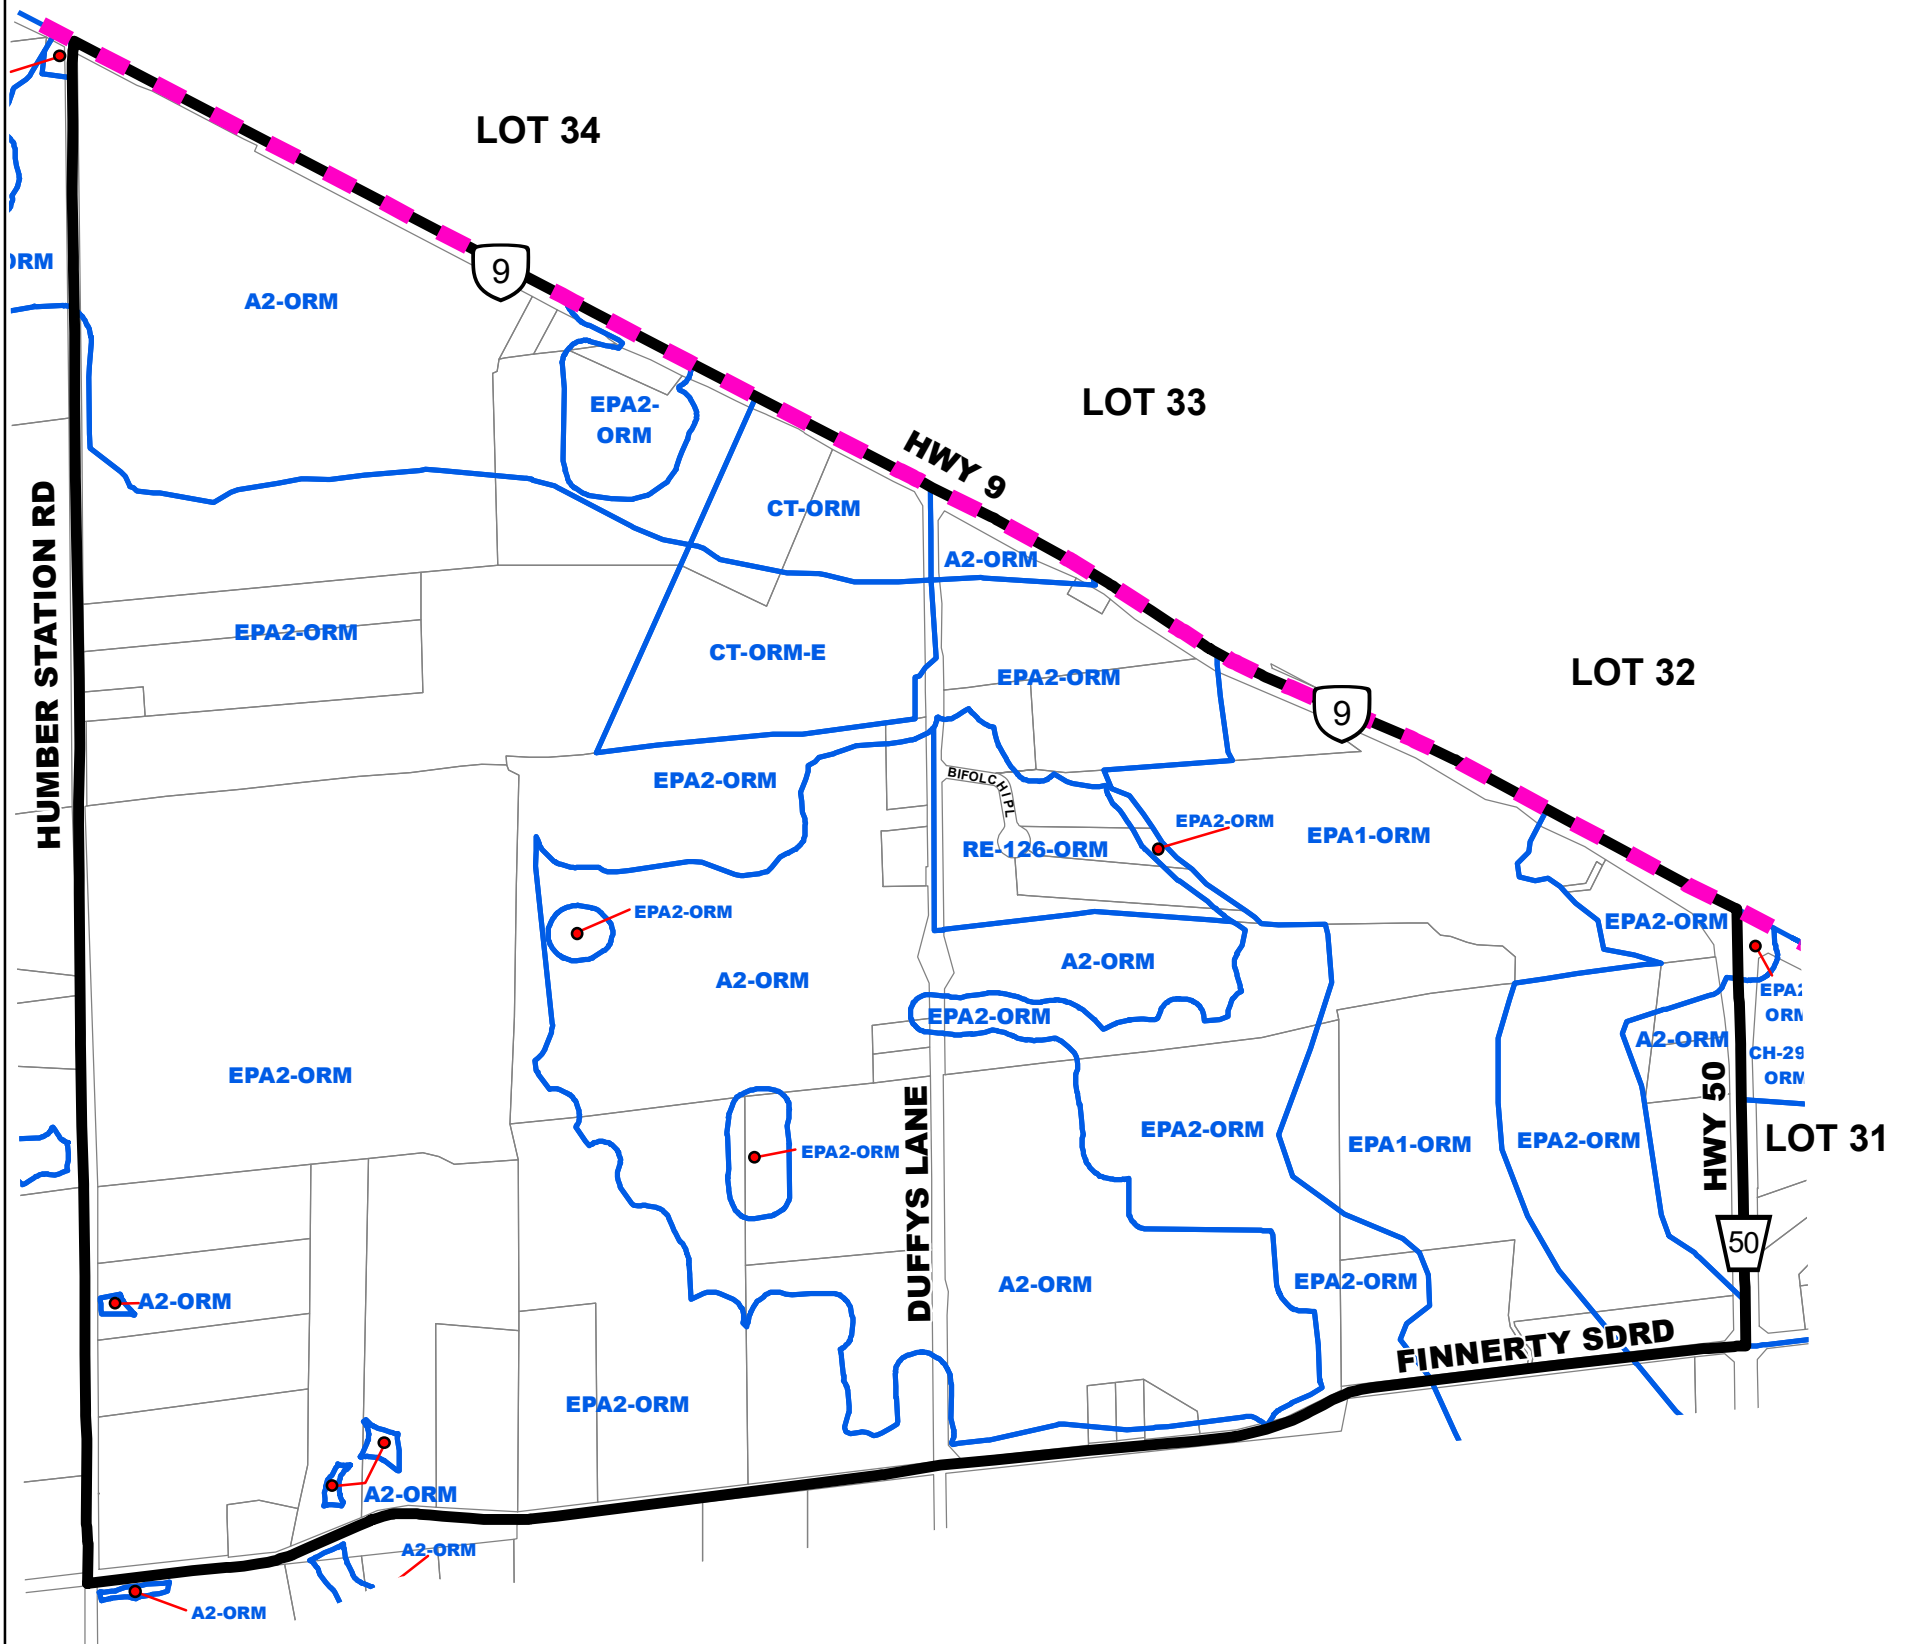 LOT 34
9
ORM
A2-ORM
EPA2-
ORM
LOT 33
HWY 9
CT-ORM
A2-ORM
HUMBER STATION RD
EPA2-ORM
CT-ORM-E
EPA2-ORM
LOT 32
9
EPA2-ORM
BIFOLCHI PL
EPA2-ORM
EPA1-ORM
RE-126-ORM
EPA2-ORM
EPA2-ORM
A2-ORM
A2-ORM
EPA2-
ORM
EPA2-ORM
A2-ORM
CH-29
ORM
EPA2-ORM
HWY 50
LOT 31
EPA2-ORM
EPA1-ORM
EPA2-ORM
EPA2-ORM
DUFFYS LANE
50
A2-ORM
A2-ORM
EPA2-ORM
FINNERTY SDRD
EPA2-ORM
A2-ORM
A2-ORM
A2-ORM